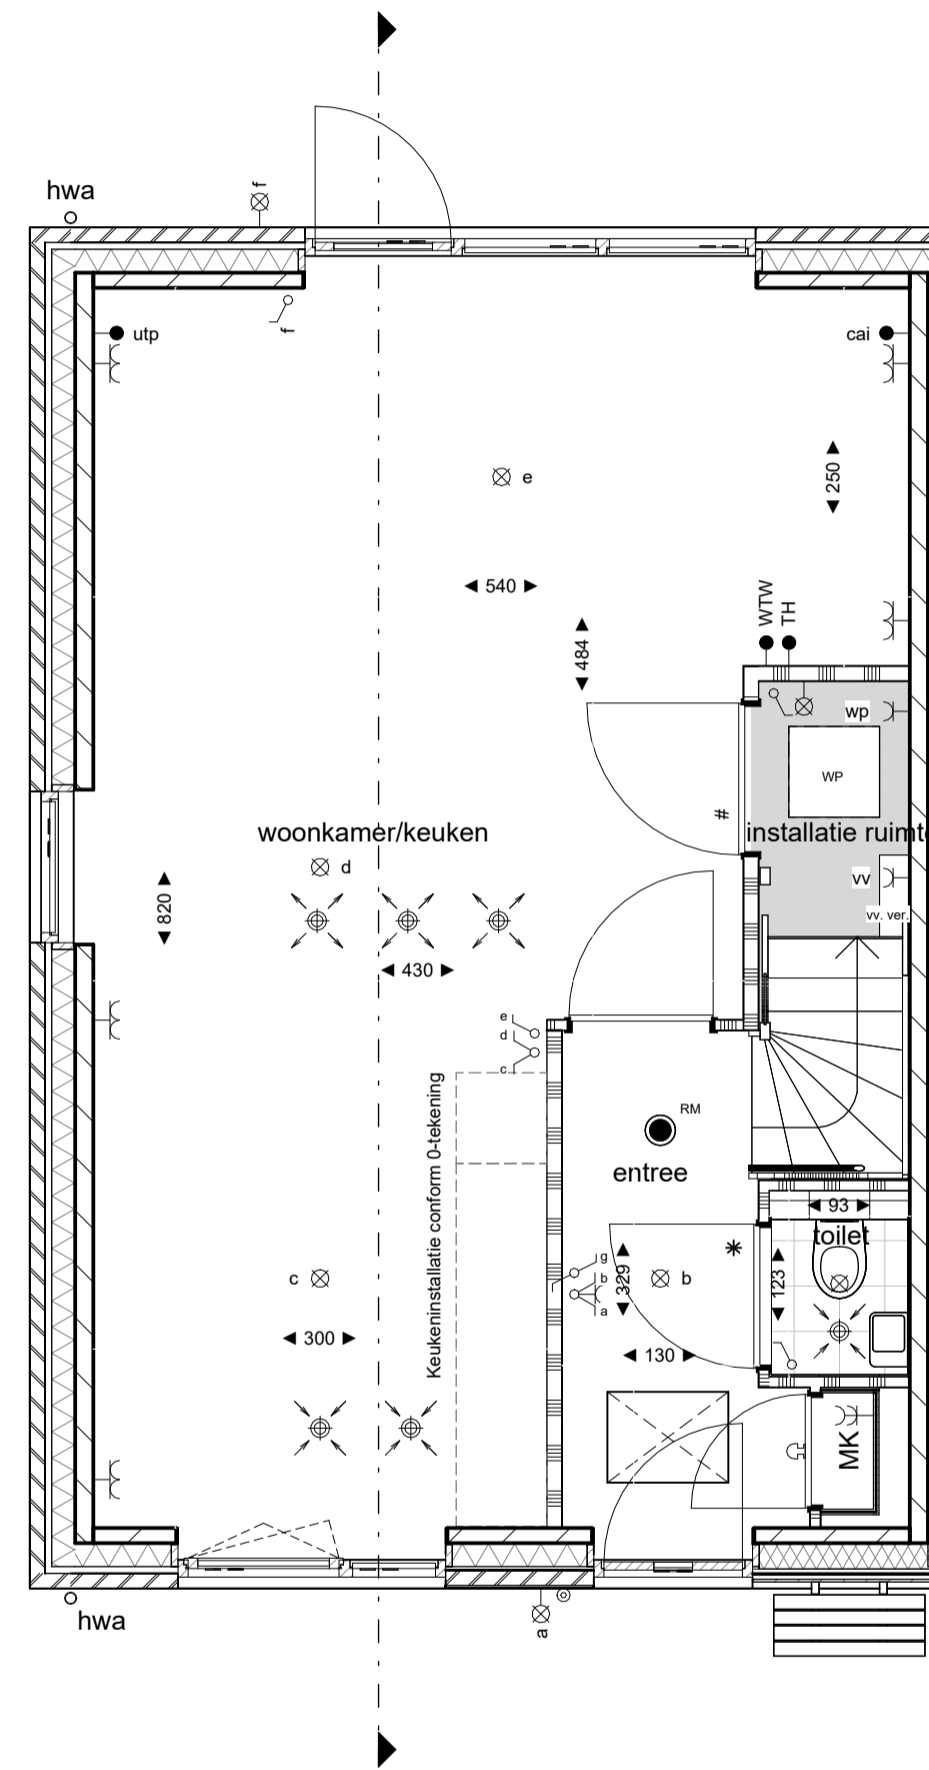 hwa
f
f
utp
cai
e
250
540
WTW
TH
484
wp
WP
#
woonkamer/keuken
installatie ruimte
d
vv
820
vv. ver.
430
e
d
c
Keukeninstallatie conform 0-tekening
RM
entree
93
toilet
*
g
b
a
329
b
123
c
300
130
MK
hwa
a